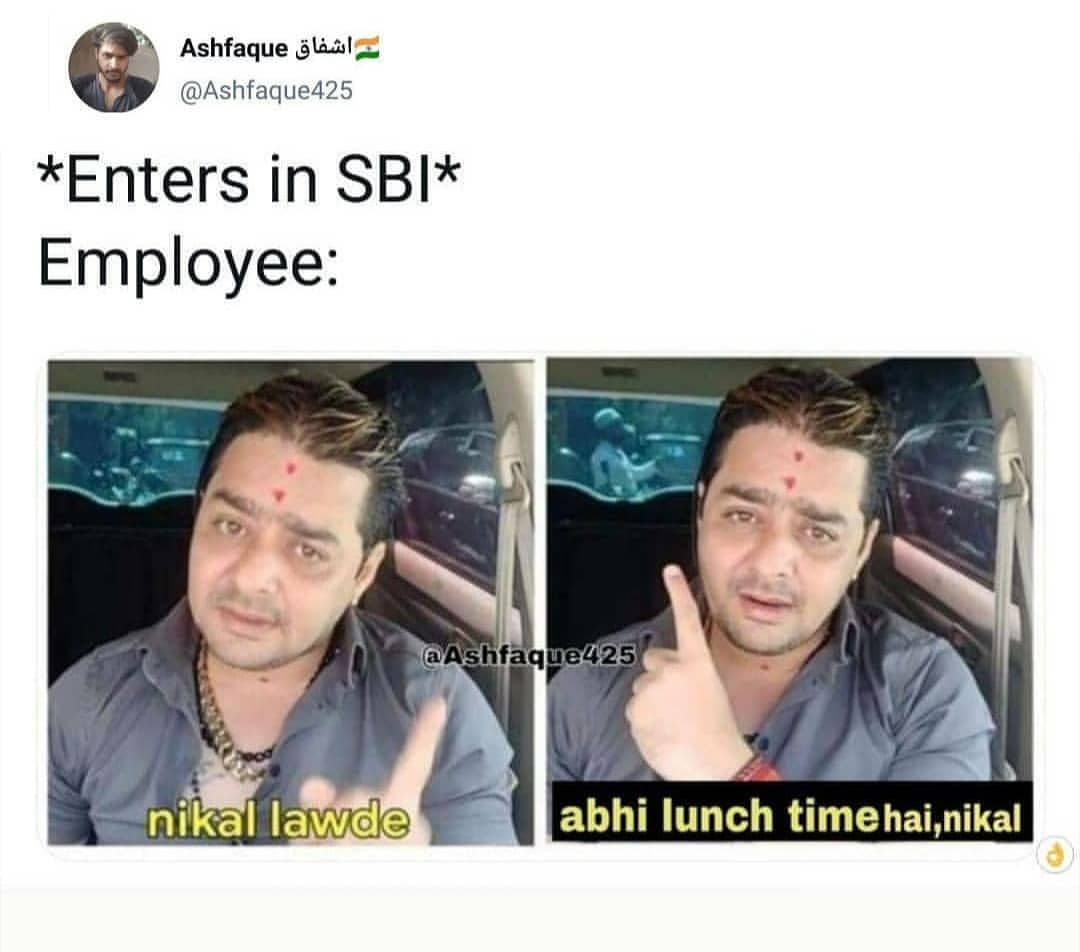 Ashfaque اشفاق🇮🇳
@Ashfaque425
*Enters in SBI*
Employee:
@Ashfaque425
nikal lawde
abhi lunch time hai,nikal